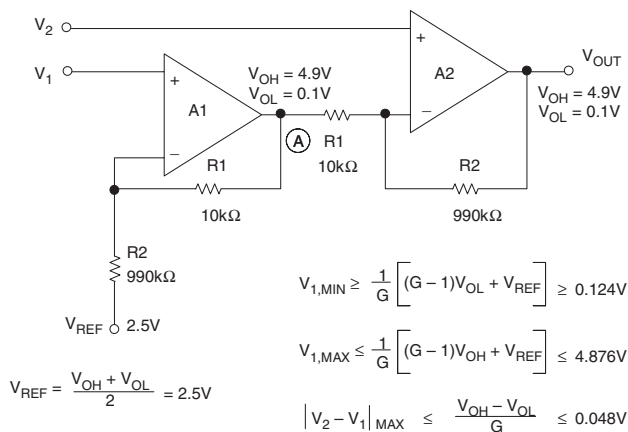 V2
V1
+
A1
−
VOH = 4.9V
VOL = 0.1V
A
R1
10kΩ
R1
10kΩ
+
A2
−
VOUT
VOH = 4.9V
VOL = 0.1V
R2
990kΩ
R2
990kΩ
VREF 2.5V
VREF = (VOH + VOL) / 2 = 2.5V
V1,MIN ≥ 1/G [(G – 1)VOL + VREF] ≥ 0.124V
V1,MAX ≤ 1/G [(G – 1)VOH + VREF] ≤ 4.876V
|V2 – V1| MAX ≤ (VOH – VOL) / G ≤ 0.048V